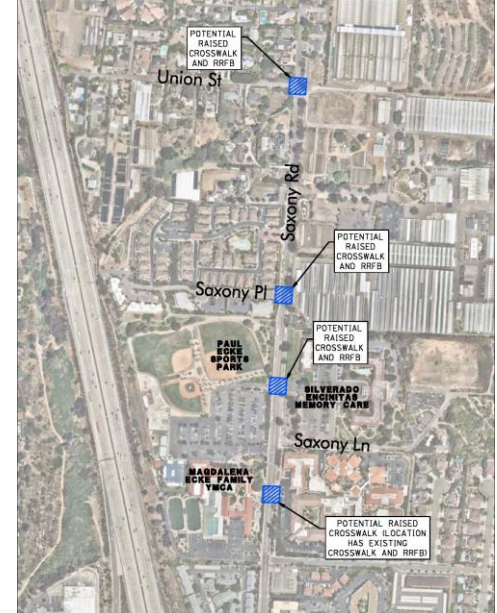 POTENTIAL
RAISED
CROSSWALK
AND RRFB
Union St
Saxony Rd
POTENTIAL
RAISED
CROSSWALK
AND RRFB
Saxony Pl
POTENTIAL
RAISED
CROSSWALK
AND RRFB
PAUL
ECKE
SPORTS
PARK
SILVERADO
ENCINITAS
MEMORY CARE
Saxony Ln
MAGDALENA
ECKE FAMILY
YMCA
POTENTIAL RAISED
CROSSWALK (LOCATION
HAS EXISTING
CROSSWALK AND RRFB)